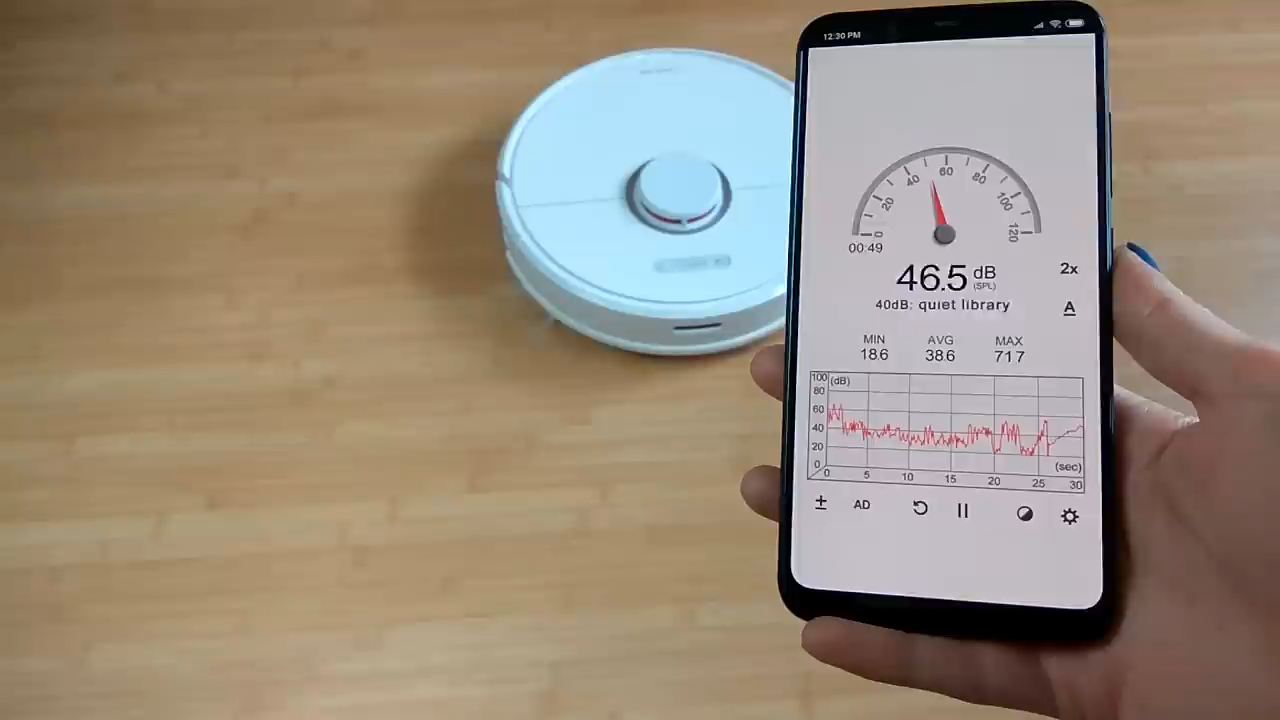 12:30 PM
0 20 40 60 80 100 120
00:49
46.5 dB
(SPL)
2x
40dB: quiet library
A
MIN AVG MAX
18.6 38.6 71.7
100 (dB)
80
60
40
20
0
(sec)
0 5 10 15 20 25 30
± AD